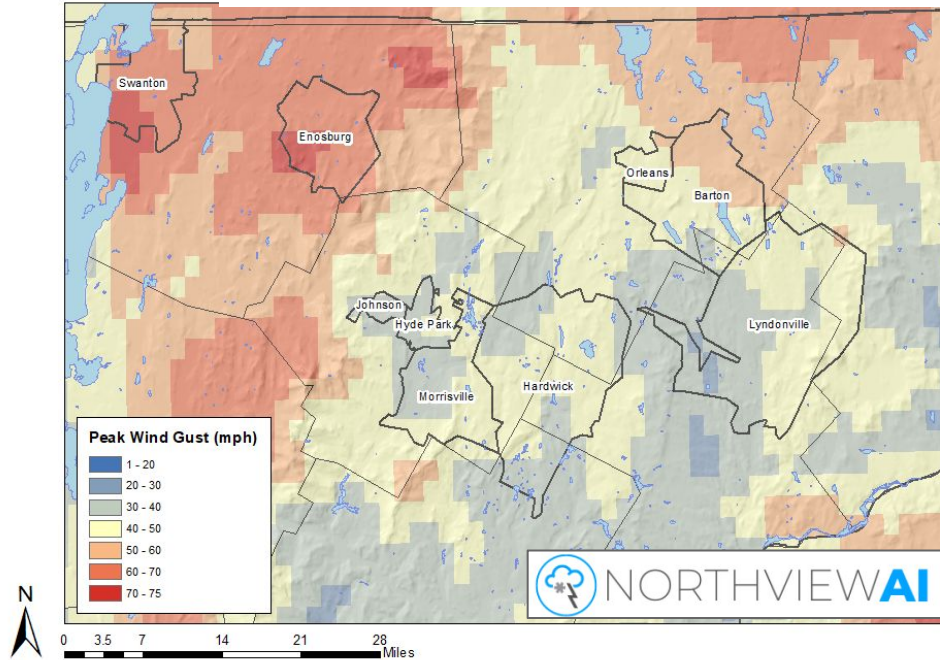 Swanton
Enosburg
Orleans
Barton
Johnson
Hyde Park
Lyndonville
Morrisville
Hardwick
Peak Wind Gust (mph)
1 - 20
20 - 30
30 - 40
40 - 50
50 - 60
60 - 70
70 - 75
NORTHVIEWAI
N
0 3.5 7 14 21 28
Miles